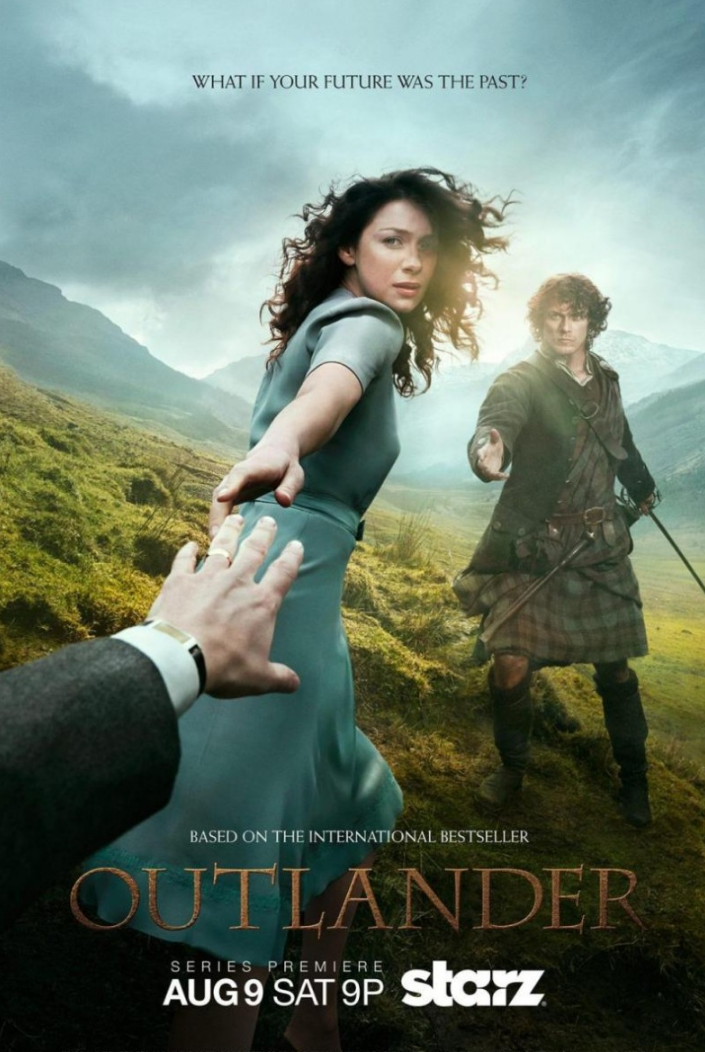 WHAT IF YOUR FUTURE WAS THE PAST?
BASED ON THE INTERNATIONAL BESTSELLER
OUTLANDER
SERIES PREMIERE
AUG 9 SAT 9P starz